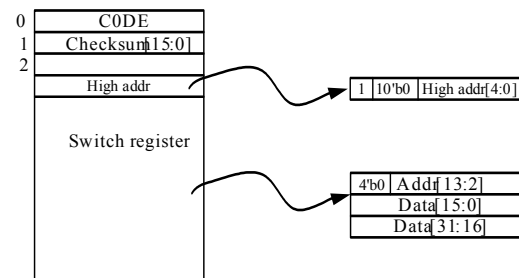 0 C0DE
1 Checksum[15:0]
2
High addr
1 10'b0 High addr[4:0]
Switch register
4'b0 Addr[13:2]
Data[15:0]
Data[31:16]